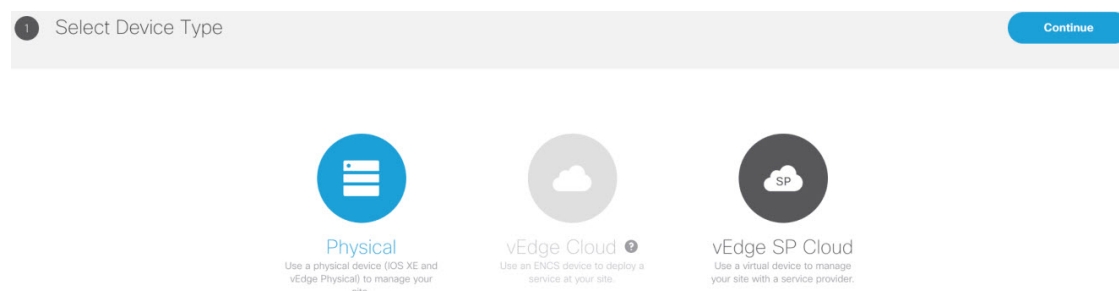 1 Select Device Type
Continue
SP
Physical
Use a physical device (IOS XE and
vEdge Physical) to manage your
site.
vEdge Cloud ?
Use an ENCS device to deploy a
service at your site.
vEdge SP Cloud
Use a virtual device to manage
your site with a service provider.